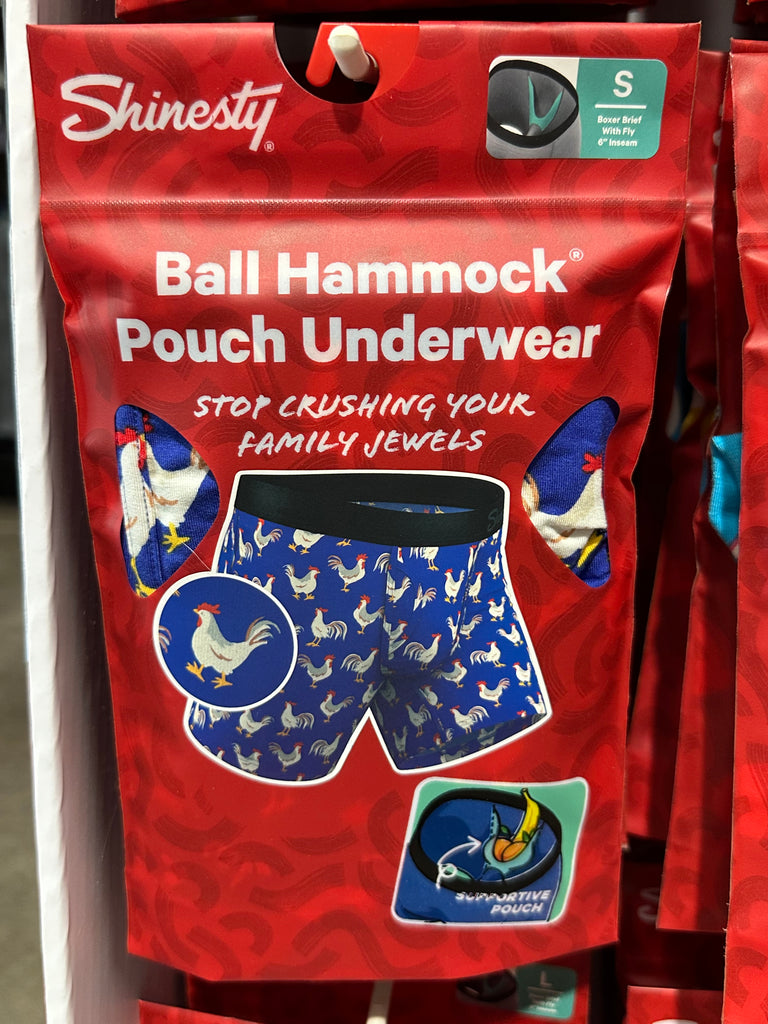 Shinesty®
S
Boxer Brief
With Fly
6" Inseam
Ball Hammock®
Pouch Underwear
STOP CRUSHING YOUR
FAMILY JEWELS
SUPPORTIVE
POUCH
L